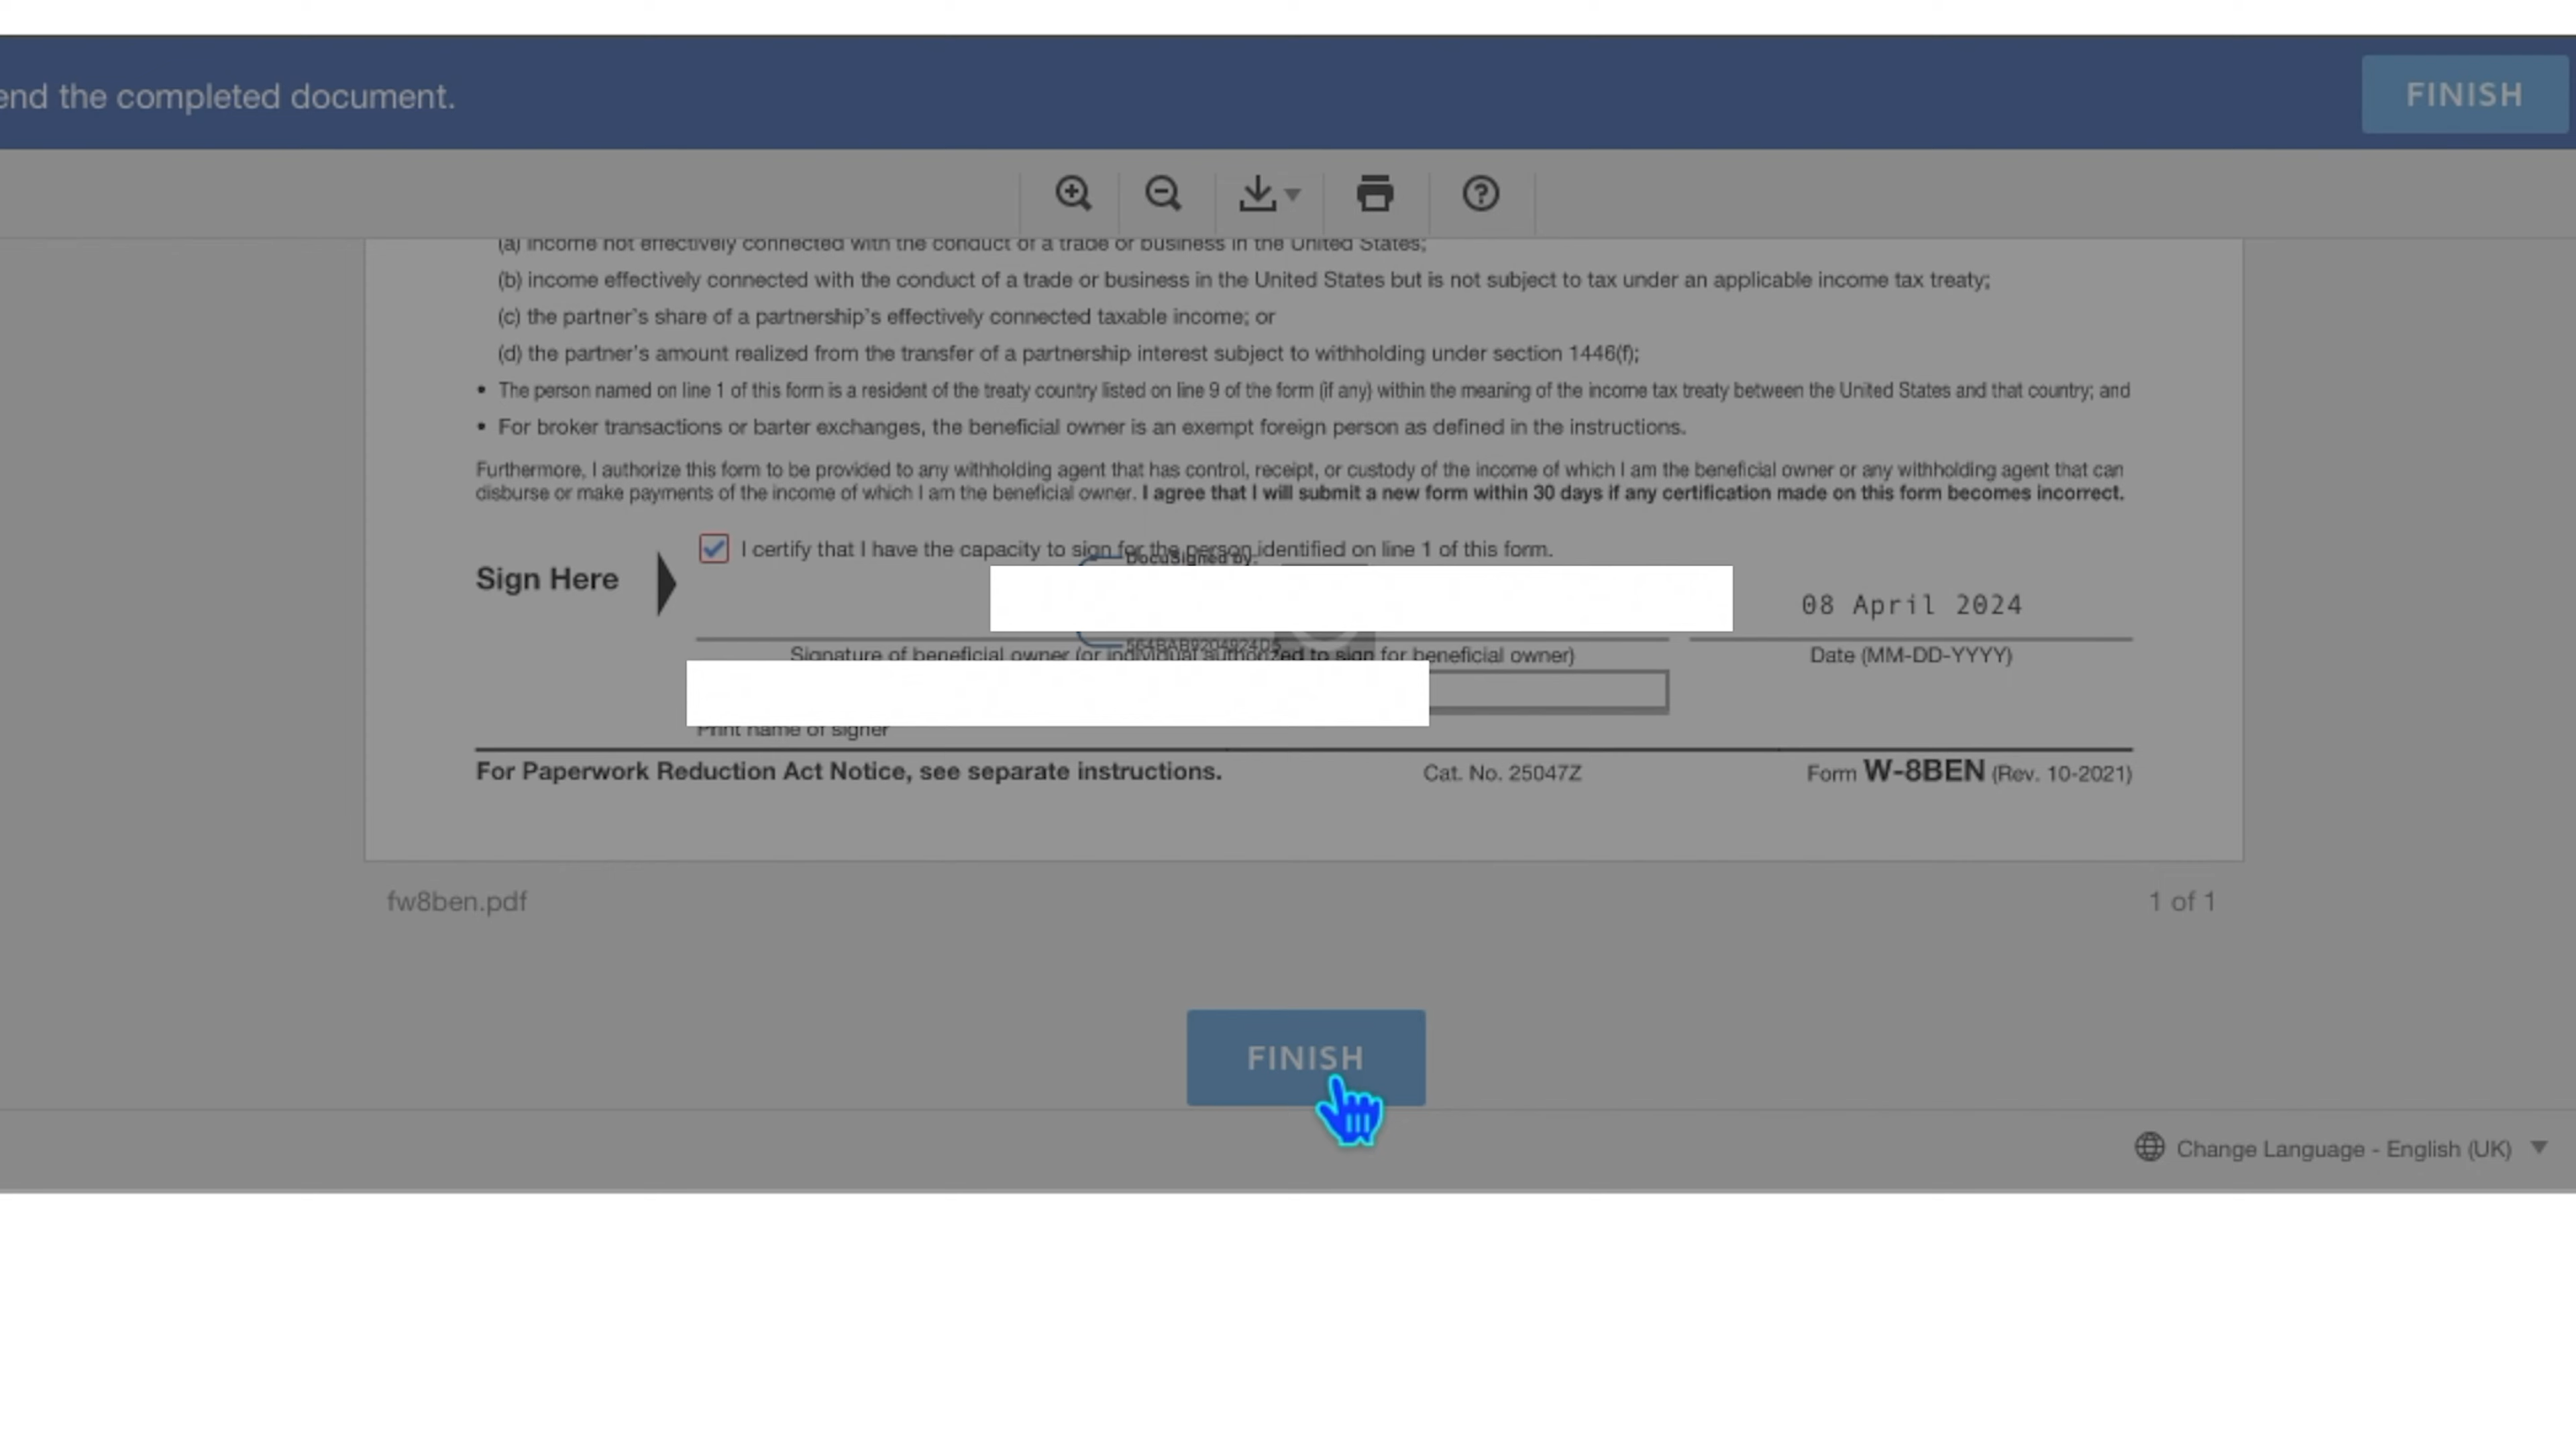 end the completed document.
FINISH
(a) income not effectively connected with the conduct of a trade or business in the United States;
(b) income effectively connected with the conduct of a trade or business in the United States but is not subject to tax under an applicable income tax treaty;
(c) the partner's share of a partnership's effectively connected taxable income; or
(d) the partner's amount realized from the transfer of a partnership interest subject to withholding under section 1446(f);
• The person named on line 1 of this form is a resident of the treaty country listed on line 9 of the form (if any) within the meaning of the income tax treaty between the United States and that country; and
• For broker transactions or barter exchanges, the beneficial owner is an exempt foreign person as defined in the instructions.
Furthermore, I authorize this form to be provided to any withholding agent that has control, receipt, or custody of the income of which I am the beneficial owner or any withholding agent that can
disburse or make payments of the income of which I am the beneficial owner. I agree that I will submit a new form within 30 days if any certification made on this form becomes incorrect.
I certify that I have the capacity to sign for the person identified on line 1 of this form.
DocuSigned by:
Sign Here
08 April 2024
Signature of beneficial owner (or individual authorized to sign for beneficial owner)
Date (MM-DD-YYYY)
Print name of signer
For Paperwork Reduction Act Notice, see separate instructions.
Cat. No. 25047Z
Form W-8BEN (Rev. 10-2021)
fw8ben.pdf
1 of 1
FINISH
Change Language - English (UK)